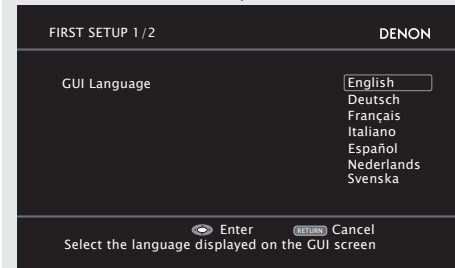 FIRST SETUP 1/2 DENON
GUI Language English
Deutsch
Français
Italiano
Español
Nederlands
Svenska
Enter RETURN Cancel
Select the language displayed on the GUI screen